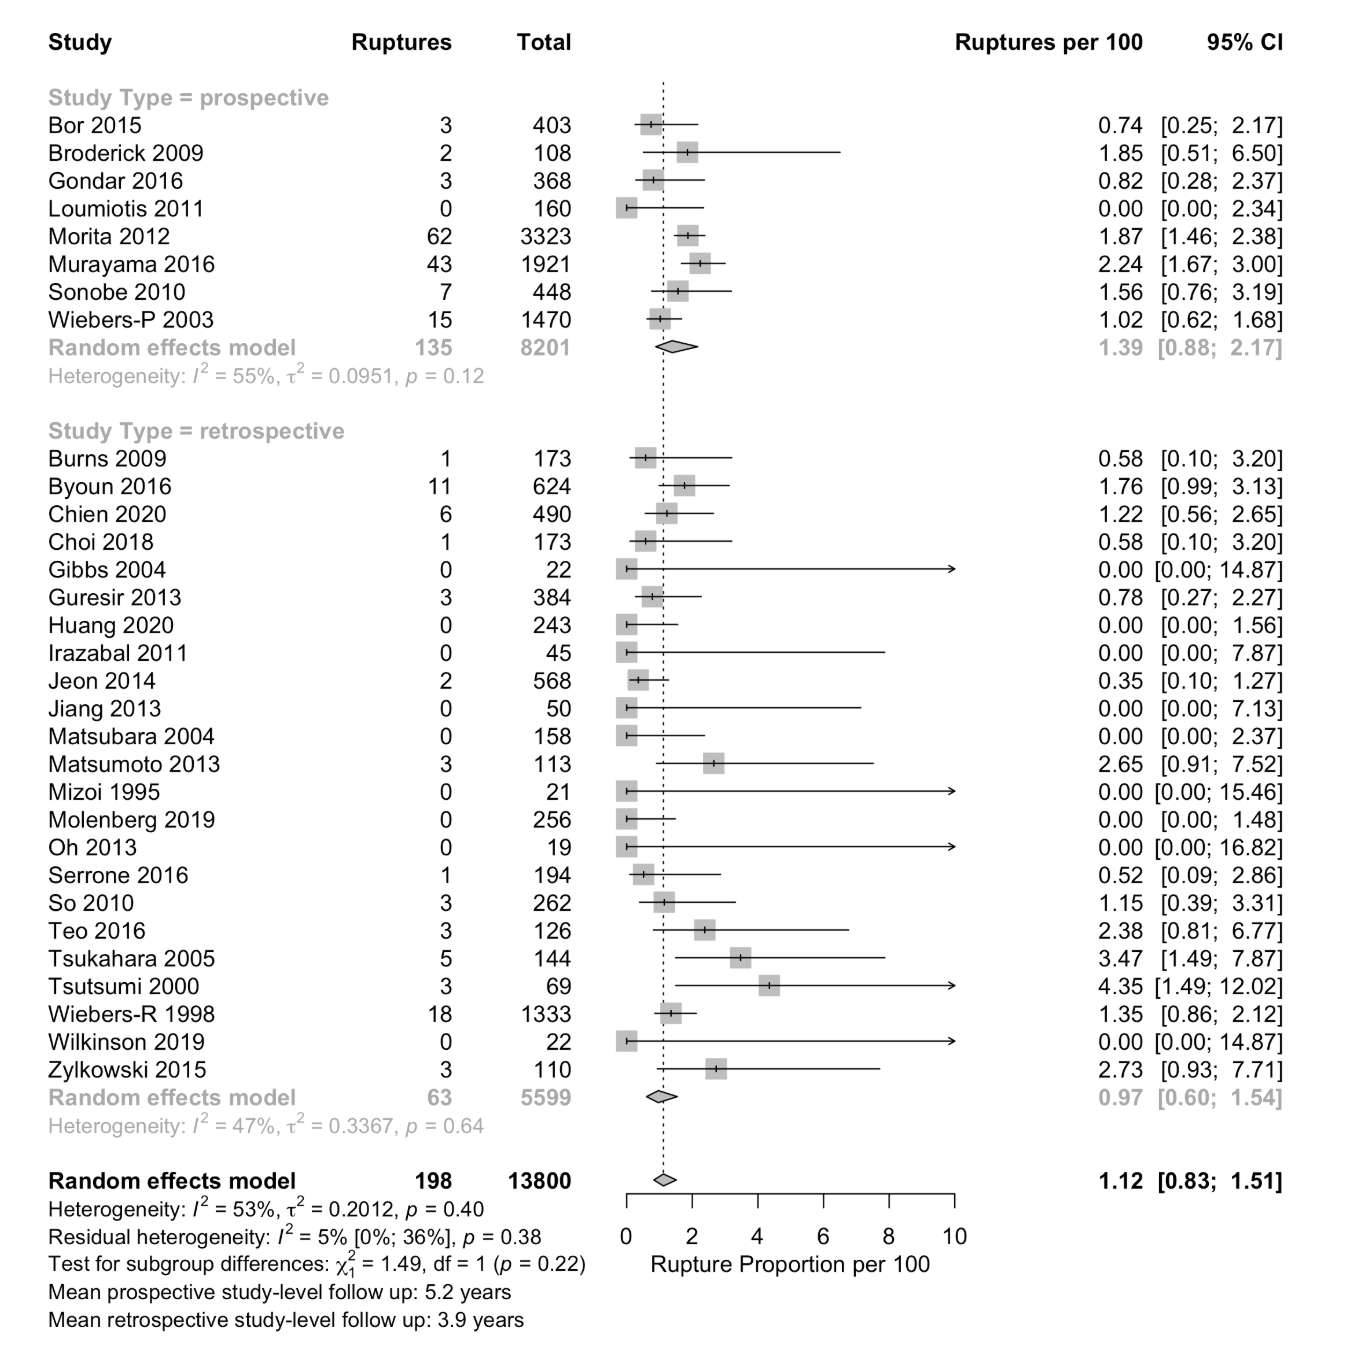 Study Ruptures Total Ruptures per 100 95% CI
Study Type = prospective
Bor 2015 3 403 0.74 [0.25; 2.17]
Broderick 2009 2 108 1.85 [0.51; 6.50]
Gondar 2016 3 368 0.82 [0.28; 2.37]
Loumiotis 2011 0 160 0.00 [0.00; 2.34]
Morita 2012 62 3323 1.87 [1.46; 2.38]
Murayama 2016 43 1921 2.24 [1.67; 3.00]
Sonobe 2010 7 448 1.56 [0.76; 3.19]
Wiebers-P 2003 15 1470 1.02 [0.62; 1.68]
Random effects model 135 8201 1.39 [0.88; 2.17]
Heterogeneity: I² = 55%, τ² = 0.0951, p = 0.12
Study Type = retrospective
Burns 2009 1 173 0.58 [0.10; 3.20]
Byoun 2016 11 624 1.76 [0.99; 3.13]
Chien 2020 6 490 1.22 [0.56; 2.65]
Choi 2018 1 173 0.58 [0.10; 3.20]
Gibbs 2004 0 22 0.00 [0.00; 14.87]
Guresir 2013 3 384 0.78 [0.27; 2.27]
Huang 2020 0 243 0.00 [0.00; 1.56]
Irazabal 2011 0 45 0.00 [0.00; 7.87]
Jeon 2014 2 568 0.35 [0.10; 1.27]
Jiang 2013 0 50 0.00 [0.00; 7.13]
Matsubara 2004 0 158 0.00 [0.00; 2.37]
Matsumoto 2013 3 113 2.65 [0.91; 7.52]
Mizoi 1995 0 21 0.00 [0.00; 15.46]
Molenberg 2019 0 256 0.00 [0.00; 1.48]
Oh 2013 0 19 0.00 [0.00; 16.82]
Serrone 2016 1 194 0.52 [0.09; 2.86]
So 2010 3 262 1.15 [0.39; 3.31]
Teo 2016 3 126 2.38 [0.81; 6.77]
Tsukahara 2005 5 144 3.47 [1.49; 7.87]
Tsutsumi 2000 3 69 4.35 [1.49; 12.02]
Wiebers-R 1998 18 1333 1.35 [0.86; 2.12]
Wilkinson 2019 0 22 0.00 [0.00; 14.87]
Zylkowski 2015 3 110 2.73 [0.93; 7.71]
Random effects model 63 5599 0.97 [0.60; 1.54]
Heterogeneity: I² = 47%, τ² = 0.3367, p = 0.64
Random effects model 198 13800 1.12 [0.83; 1.51]
Heterogeneity: I² = 53%, τ² = 0.2012, p = 0.40
Residual heterogeneity: I² = 5% [0%; 36%], p = 0.38
0 2 4 6 8 10
Test for subgroup differences: χ²₁ = 1.49, df = 1 (p = 0.22)
Rupture Proportion per 100
Mean prospective study-level follow up: 5.2 years
Mean retrospective study-level follow up: 3.9 years